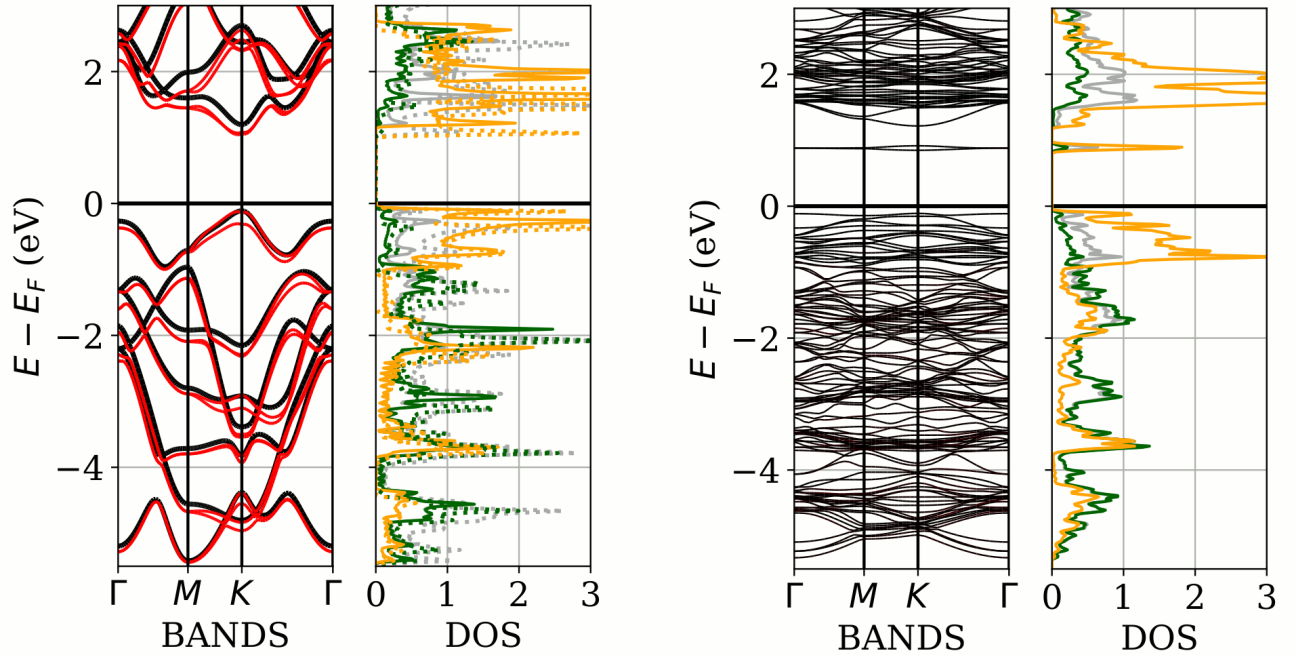 E − E_F (eV)
2
0
−2
−4
Γ M K Γ
BANDS
0 1 2 3
DOS
E − E_F (eV)
2
0
−2
−4
Γ M K Γ
BANDS
0 1 2 3
DOS